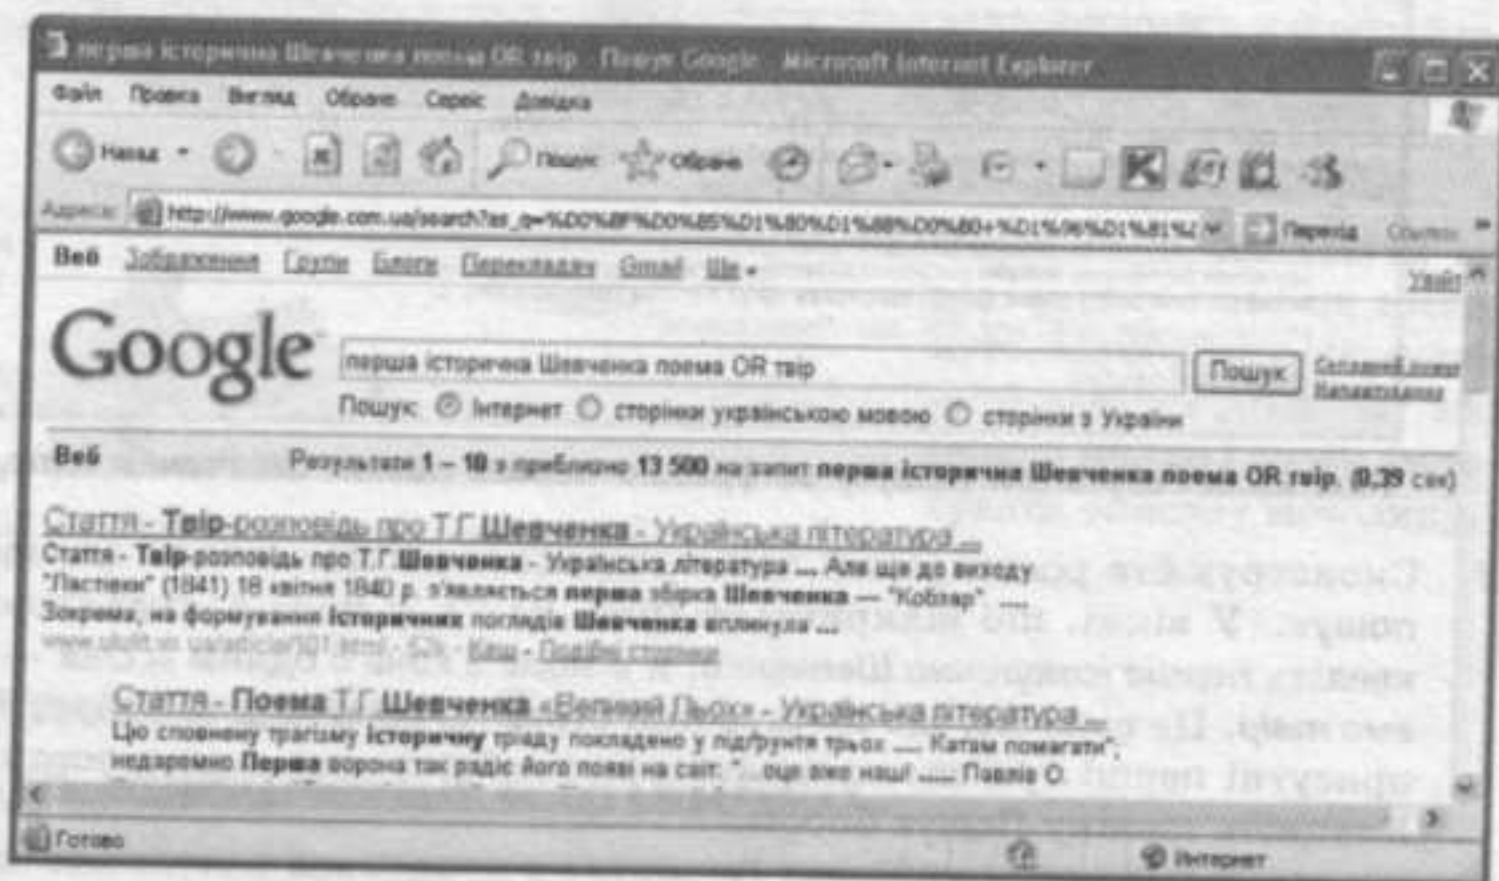 перша історична Шевченка поема OR твір - Пошук Google - Microsoft Internet Explorer
Файл Правка Вигляд Обране Сервіс Довідка
Назад Пошук Обране
Адреса: http://www.google.com.ua/search?as_q=%D0%BF%D0%B5%D1%80%D1%88%D0%B0+%D1%96%D1%81% Перехід
Веб Зображення Групи Блоги Перекладач Gmail Ще
Google
перша історична Шевченка поема OR твір Пошук
Пошук: Інтернет сторінки українською мовою сторінки з України
Веб Результати 1 – 10 з приблизно 13 500 на запит перша історична Шевченка поема OR твір. (0,39 сек)
Стаття - Твір-розповідь про Т.Г.Шевченка - Українська література ...
Стаття - Твір-розповідь про Т.Г.Шевченка - Українська література .... Але ще до виходу
"Ластівки" (1841) 18 квітня 1840 р. з'являється перша збірка Шевченка — "Кобзар". ....
Зокрема, на формування історичних поглядів Шевченка вплинула ...
Кеш - Подібні сторінки
Стаття - Поема Т.Г.Шевченка «Великий Льох» - Українська література ...
Цю сповнену трагізму історичну тріаду покладено у підґрунтя трьох .... Катам помагати";
недаремно Перша ворона так радіє його появі на світ: "...оце вже наш! ...... Павлів О.
Готово Интернет